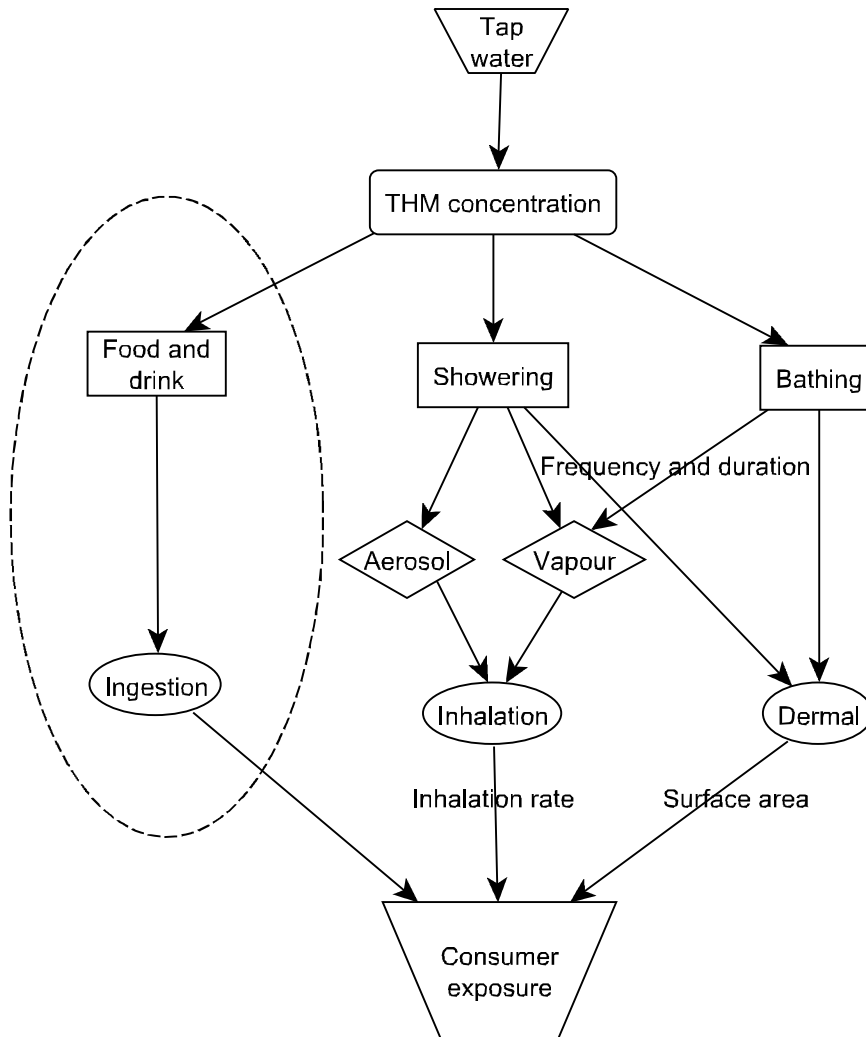 Tap
water
THM concentration
Food and
drink
Showering
Bathing
Frequency and duration
Aerosol
Vapour
Ingestion
Inhalation
Dermal
Inhalation rate
Surface area
Consumer
exposure